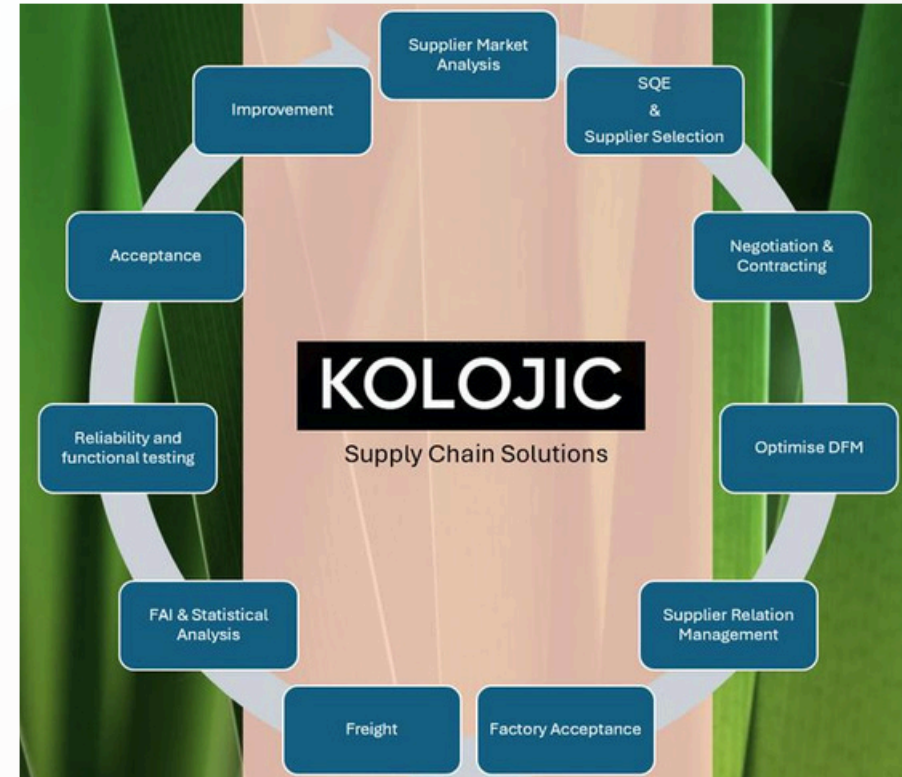 Supplier Market
Analysis
SQE
&
Supplier Selection
Negotiation &
Contracting
Optimise DFM
Supplier Relation
Management
Factory Acceptance
Freight
FAI & Statistical
Analysis
Reliability and
functional testing
Acceptance
Improvement
KOLOJIC
Supply Chain Solutions